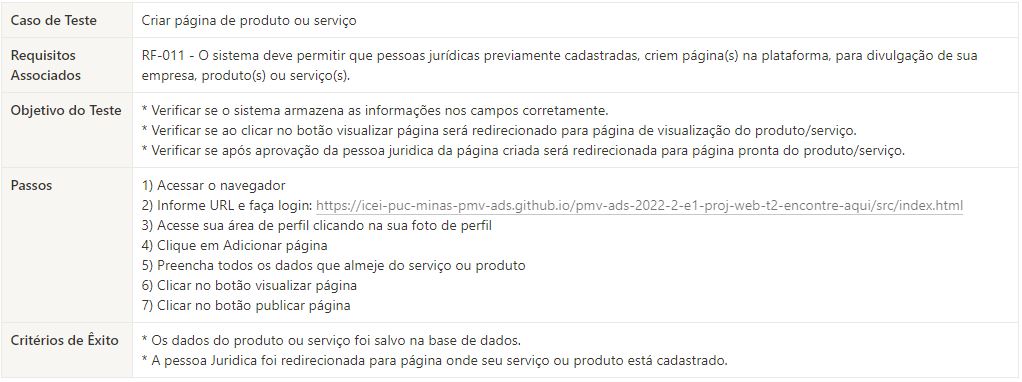 Caso de Teste
Criar página de produto ou serviço
Requisitos
Associados
RF-011 - O sistema deve permitir que pessoas jurídicas previamente cadastradas, criem página(s) na plataforma, para divulgação de sua
empresa, produto(s) ou serviço(s).
Objetivo do Teste
* Verificar se o sistema armazena as informações nos campos corretamente.
* Verificar se ao clicar no botão visualizar página será redirecionado para página de visualização do produto/serviço.
* Verificar se após aprovação da pessoa juridica da página criada será redirecionada para página pronta do produto/serviço.
Passos
1) Acessar o navegador
2) Informe URL e faça login: https://icei-puc-minas-pmv-ads.github.io/pmv-ads-2022-2-e1-proj-web-t2-encontre-aqui/src/index.html
3) Acesse sua área de perfil clicando na sua foto de perfil
4) Clique em Adicionar página
5) Preencha todos os dados que almeje do serviço ou produto
6) Clicar no botão visualizar página
7) Clicar no botão publicar página
Critérios de Êxito
* Os dados do produto ou serviço foi salvo na base de dados.
* A pessoa Juridica foi redirecionada para página onde seu serviço ou produto está cadastrado.